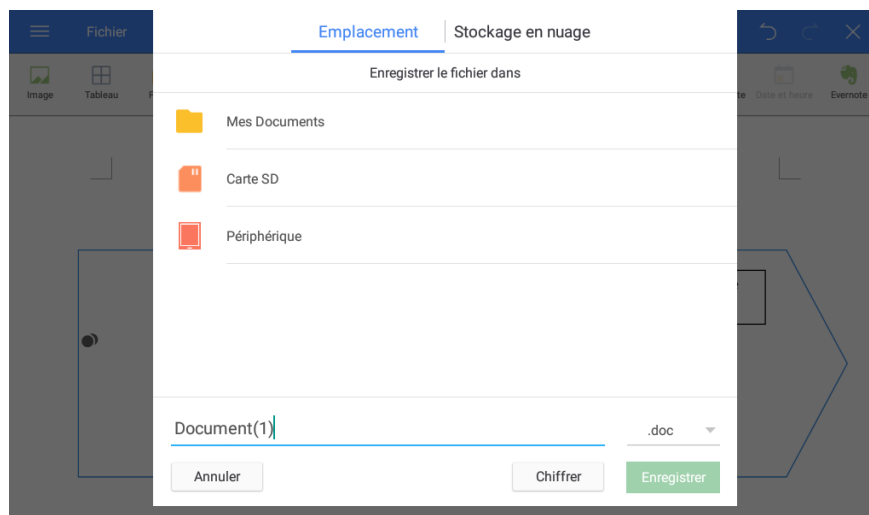 Fichier
Emplacement
Stockage en nuage
Image
Tableau
Enregistrer le fichier dans
Date et heure
Evernote
Mes Documents
Carte SD
Périphérique
Document(1)
.doc
Annuler
Chiffrer
Enregistrer